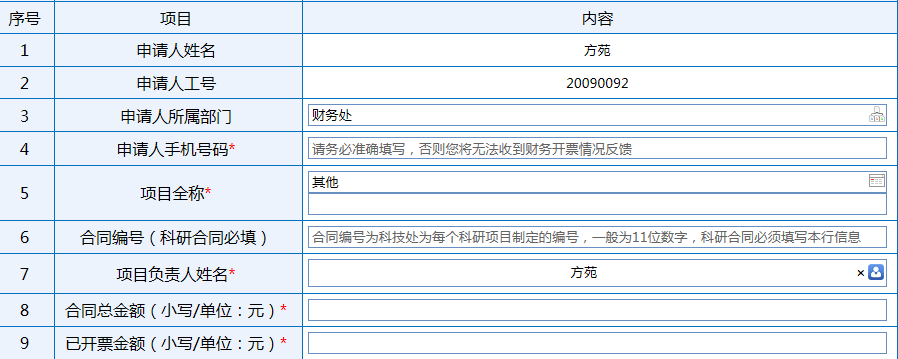 序号 项目 内容
1 申请人姓名 方苑
2 申请人工号 20090092
3 申请人所属部门 财务处
4 申请人手机号码* 请务必准确填写，否则您将无法收到财务开票情况反馈
5 项目全称* 其他
6 合同编号（科研合同必填） 合同编号为科技处为每个科研项目制定的编号，一般为11位数字，科研合同必须填写本行信息
7 项目负责人姓名* 方苑 ×
8 合同总金额（小写/单位：元）*
9 已开票金额（小写/单位：元）*